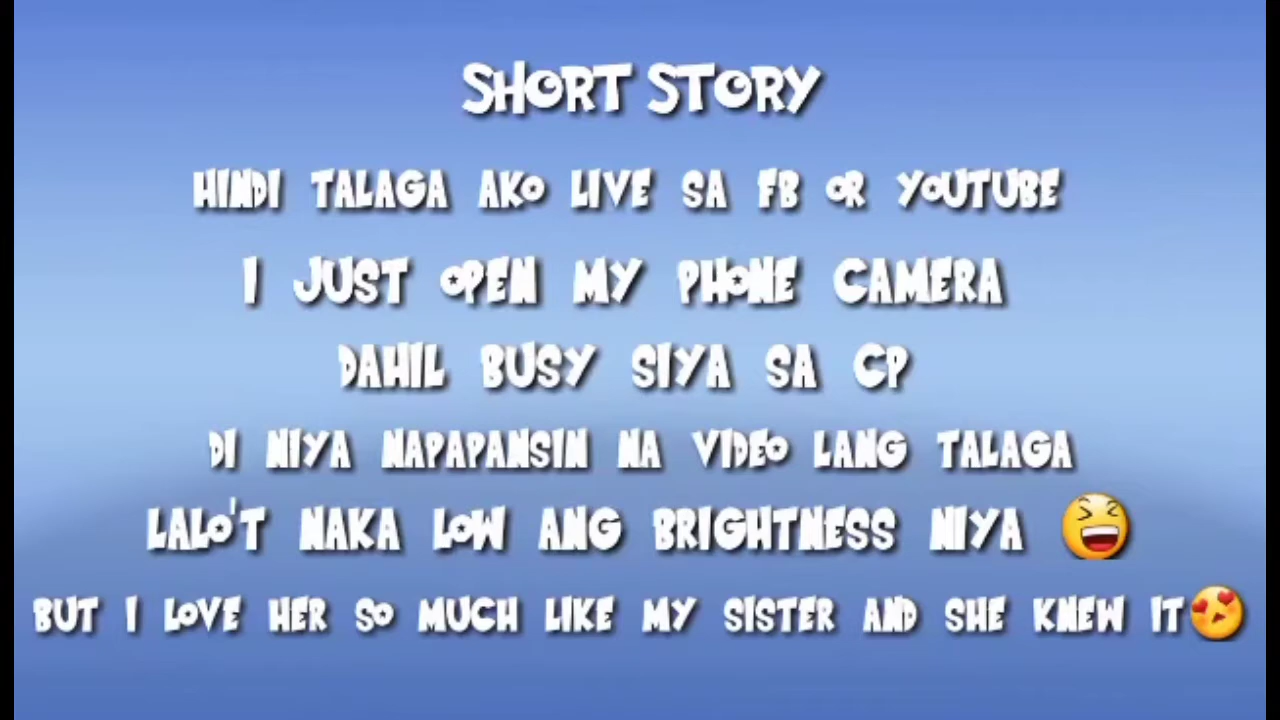 SHORT STORY
HINDI TALAGA AKO LIVE SA FB OR YOUTUBE
I JUST OPEN MY PHONE CAMERA
DAHIL BUSY SIYA SA CP
DI NIYA NAPAPANSIN NA VIDEO LANG TALAGA
LALO'T NAKA LOW ANG BRIGHTNESS NIYA 😆
BUT I LOVE HER SO MUCH LIKE MY SISTER AND SHE KNEW IT😍